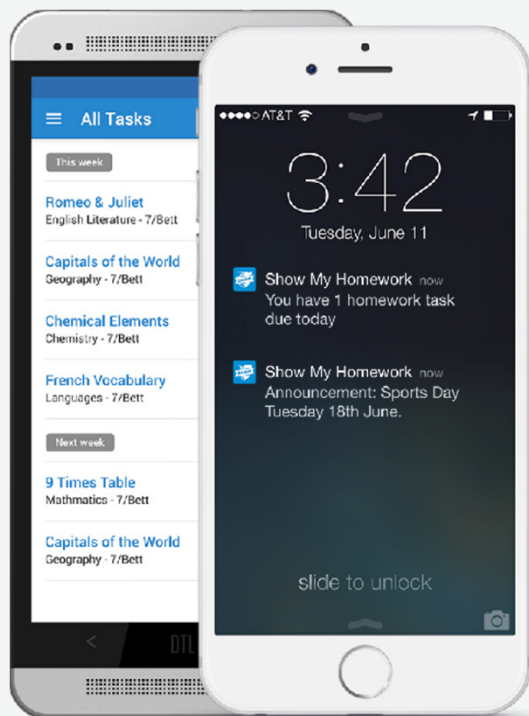 All Tasks
This week
Romeo & Juliet
English Literature - 7/Bett
Capitals of the World
Geography - 7/Bett
Chemical Elements
Chemistry - 7/Bett
French Vocabulary
Languages - 7/Bett
Next week
9 Times Table
Mathmatics - 7/Bett
Capitals of the World
Geography - 7/Bett
DTL
AT&T
3:42
Tuesday, June 11
Show My Homework now
You have 1 homework task
due today
Show My Homework now
Announcement: Sports Day
Tuesday 18th June.
slide to unlock